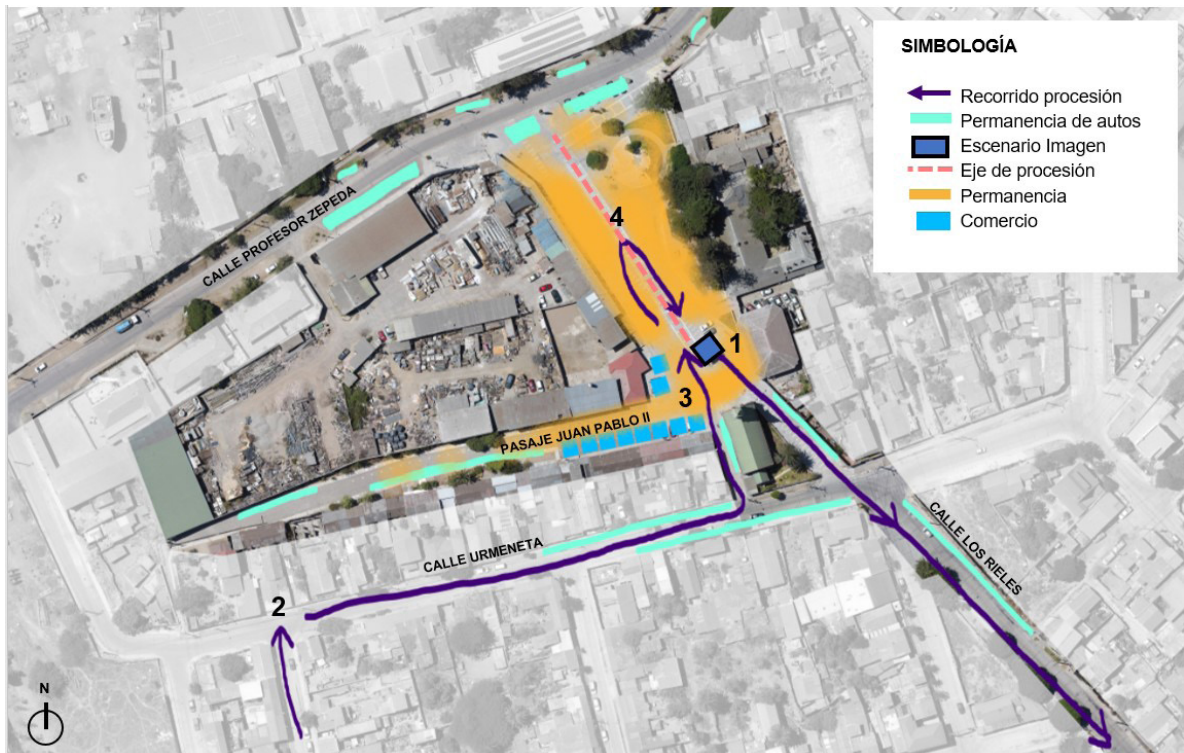 SIMBOLOGÍA
Recorrido procesión
Permanencia de autos
Escenario Imagen
Eje de procesión
Permanencia
Comercio
CALLE PROFESOR ZEPEDA
4
1
3
PASAJE JUAN PABLO II
CALLE URMENETA
CALLE LOS RIELES
2
N